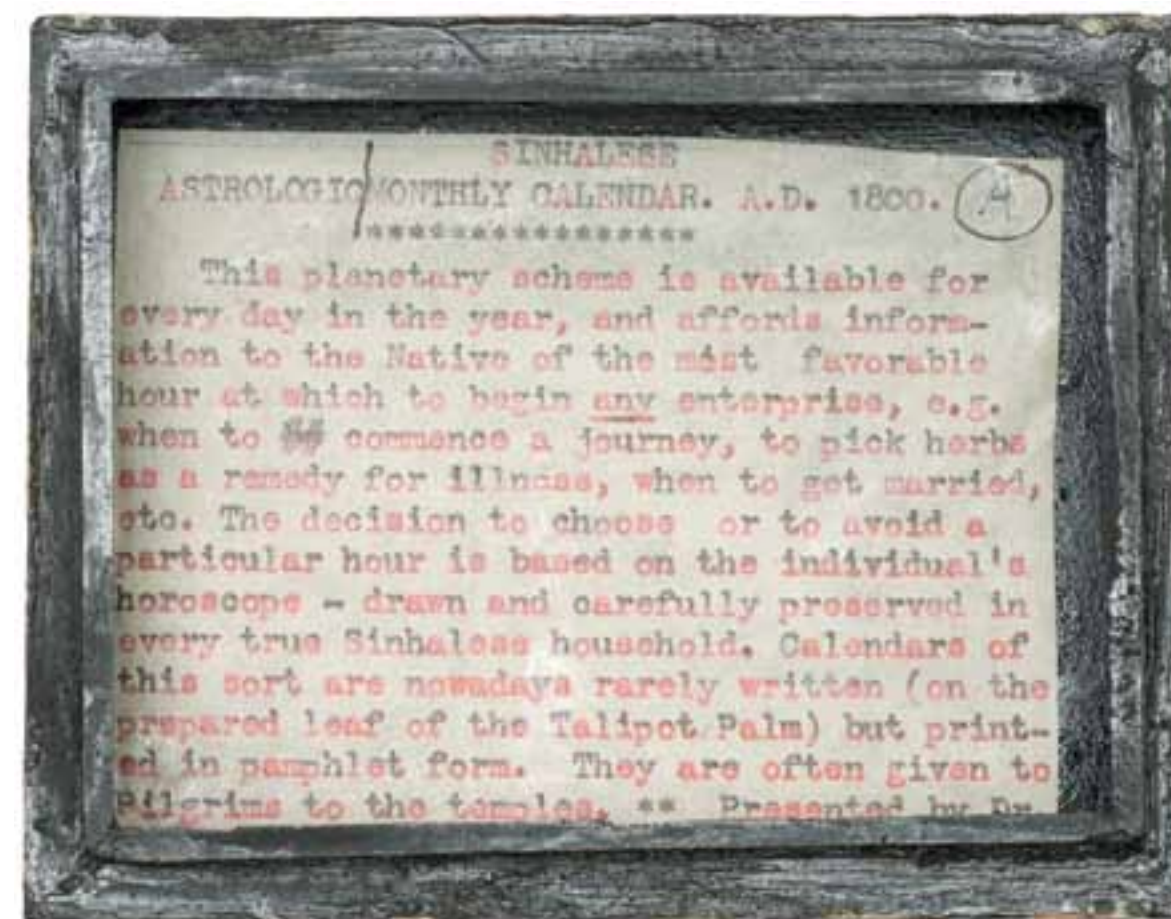 SINHALESE
ASTROLOGIC MONTHLY CALENDAR. A.D. 1800.
****************
This planetary scheme is available for
every day in the year, and affords inform-
ation to the Native of the mást favorable
hour at which to begin any enterprise, e.g.
when to commence a journey, to pick herbs
as a remedy for illness, when to get married,
etc. The decision to choose or to avoid a
particular hour is based on the individual's
horoscope - drawn and carefully preserved in
every true Sinhalese household. Calendars of
this sort are nowadays rarely written (on the
prepared leaf of the Talipot Palm) but print-
ed in pamphlet form. They are often given to
Pilgrims to the temples. ** Presented by Dr